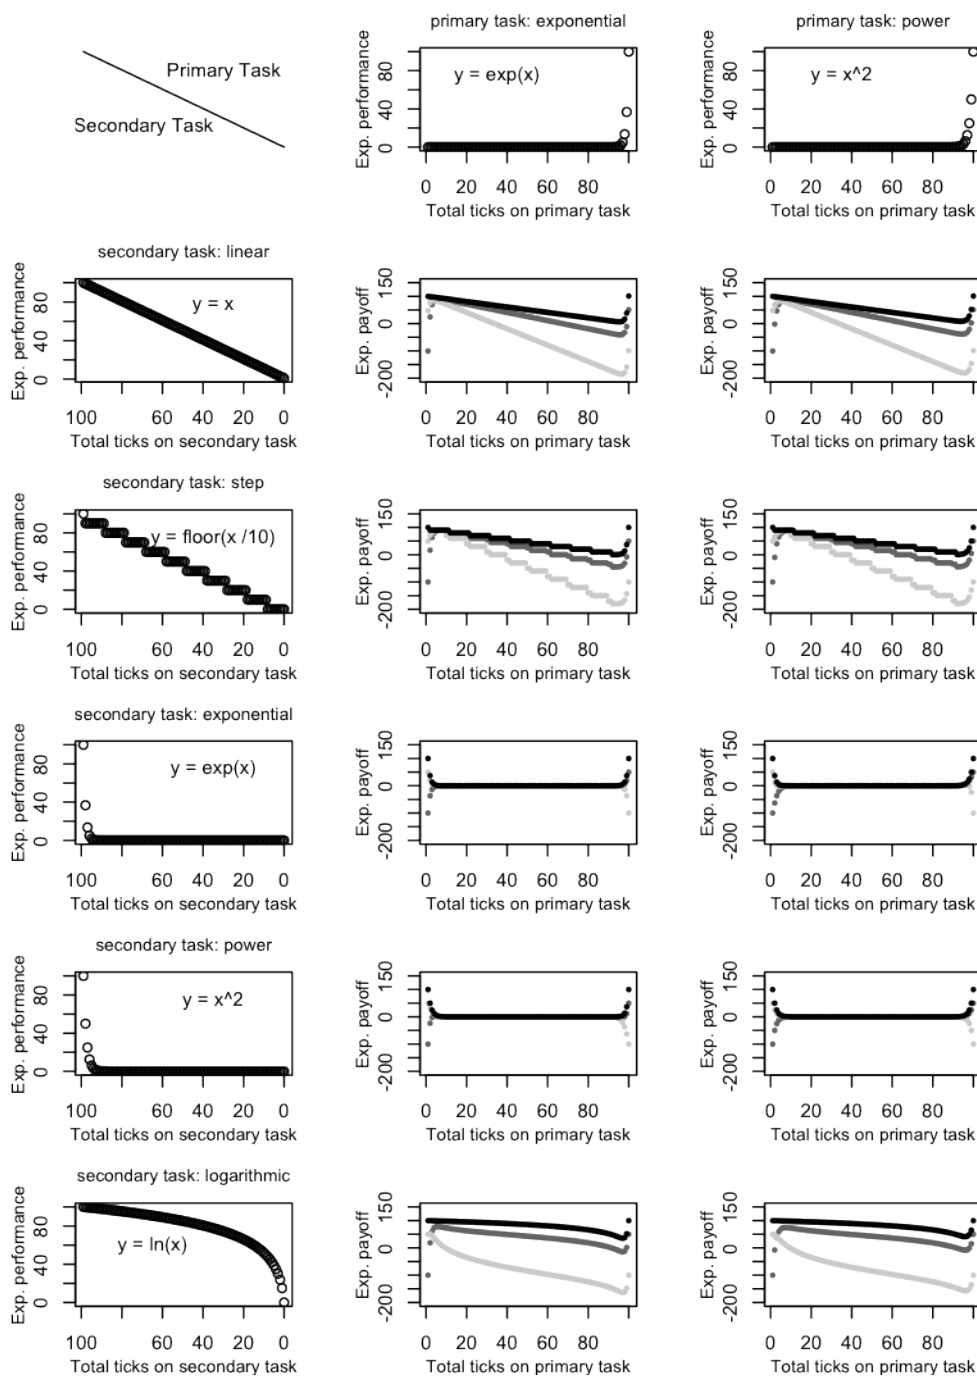 primary task: exponential
primary task: power
Primary Task
Secondary Task
Exp. performance
0 40 80
y = exp(x)
0 20 40 60 80
Total ticks on primary task
Exp. performance
0 40 80
y = x^2
0 20 40 60 80
Total ticks on primary task
secondary task: linear
Exp. performance
0 40 80
y = x
100 60 40 20 0
Total ticks on secondary task
Exp. payoff
-200 0 150
0 20 40 60 80
Total ticks on primary task
Exp. payoff
-200 0 150
0 20 40 60 80
Total ticks on primary task
secondary task: step
Exp. performance
0 40 80
y = floor(x /10)
100 60 40 20 0
Total ticks on secondary task
Exp. payoff
-200 0 150
0 20 40 60 80
Total ticks on primary task
Exp. payoff
-200 0 150
0 20 40 60 80
Total ticks on primary task
secondary task: exponential
Exp. performance
0 40 80
y = exp(x)
100 60 40 20 0
Total ticks on secondary task
Exp. payoff
-200 0 150
0 20 40 60 80
Total ticks on primary task
Exp. payoff
-200 0 150
0 20 40 60 80
Total ticks on primary task
secondary task: power
Exp. performance
0 40 80
y = x^2
100 60 40 20 0
Total ticks on secondary task
Exp. payoff
-200 0 150
0 20 40 60 80
Total ticks on primary task
Exp. payoff
-200 0 150
0 20 40 60 80
Total ticks on primary task
secondary task: logarithmic
Exp. performance
0 40 80
y = ln(x)
100 60 40 20 0
Total ticks on secondary task
Exp. payoff
-200 0 150
0 20 40 60 80
Total ticks on primary task
Exp. payoff
-200 0 150
0 20 40 60 80
Total ticks on primary task